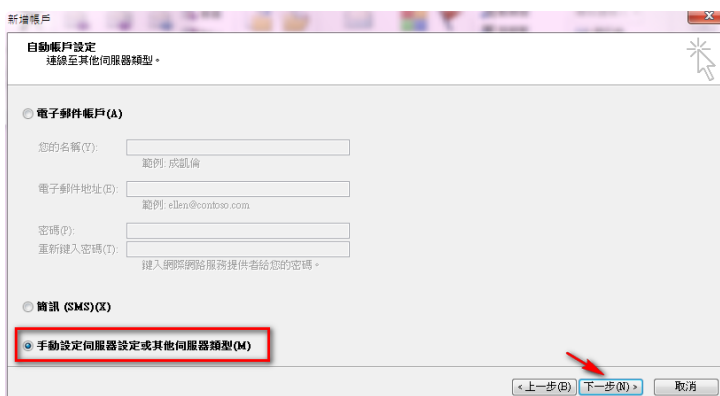 新增帳戶
自動帳戶設定
連線至其他伺服器類型。
電子郵件帳戶(A)
您的名稱(Y):
範例: 成凱倫
電子郵件地址(E):
範例: ellen@contoso.com
密碼(P):
重新鍵入密碼(T):
鍵入網際網路服務提供者給您的密碼。
簡訊 (SMS)(X)
手動設定伺服器設定或其他伺服器類型(M)
<上一步(B) 下一步(N)> 取消